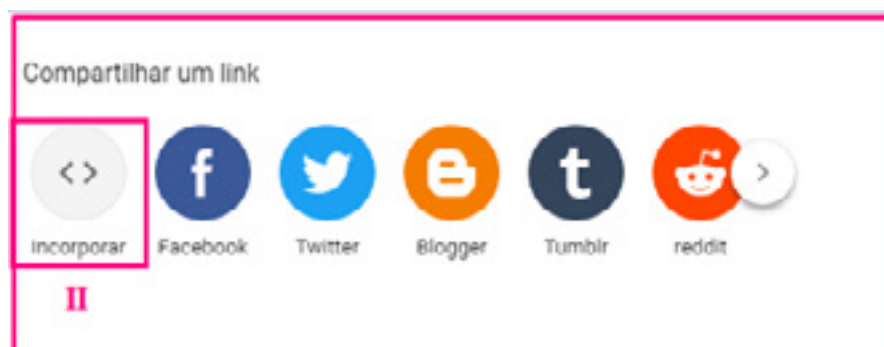 Compartilhar um link
Incorporar Facebook Twitter Blogger Tumblr reddit
II